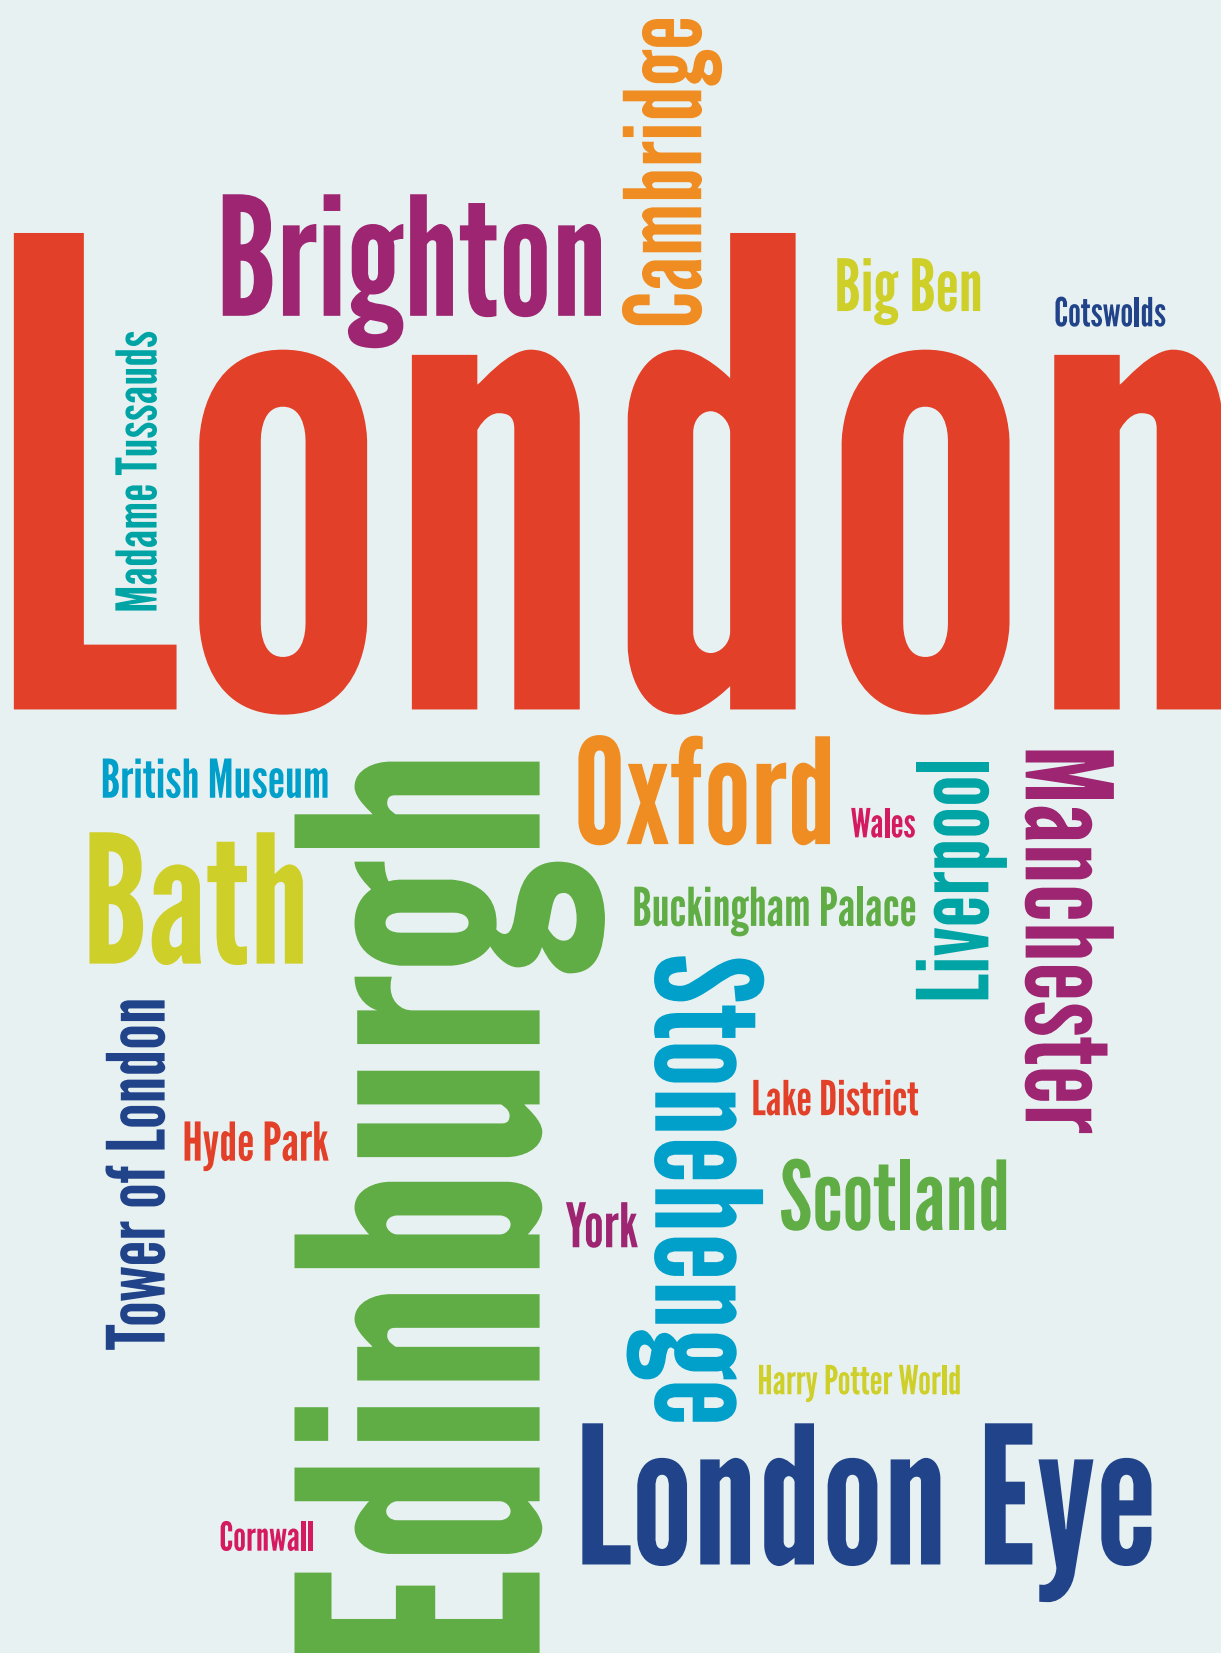 Cambridge
Brighton
Big Ben
Cotswolds
Madame Tussauds
London
British Museum
Oxford
Wales
Liverpool
Manchester
Bath
Edinburgh
Buckingham Palace
Stonehenge
Tower of London
Hyde Park
Lake District
York
Scotland
Harry Potter World
London Eye
Cornwall